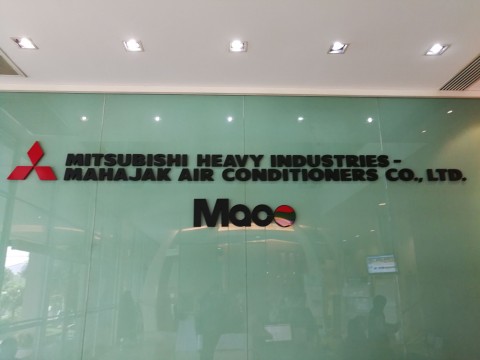 MITSUBISHI HEAVY INDUSTRIES-
MAHAJAK AIR CONDITIONERS CO., LTD.
Maco